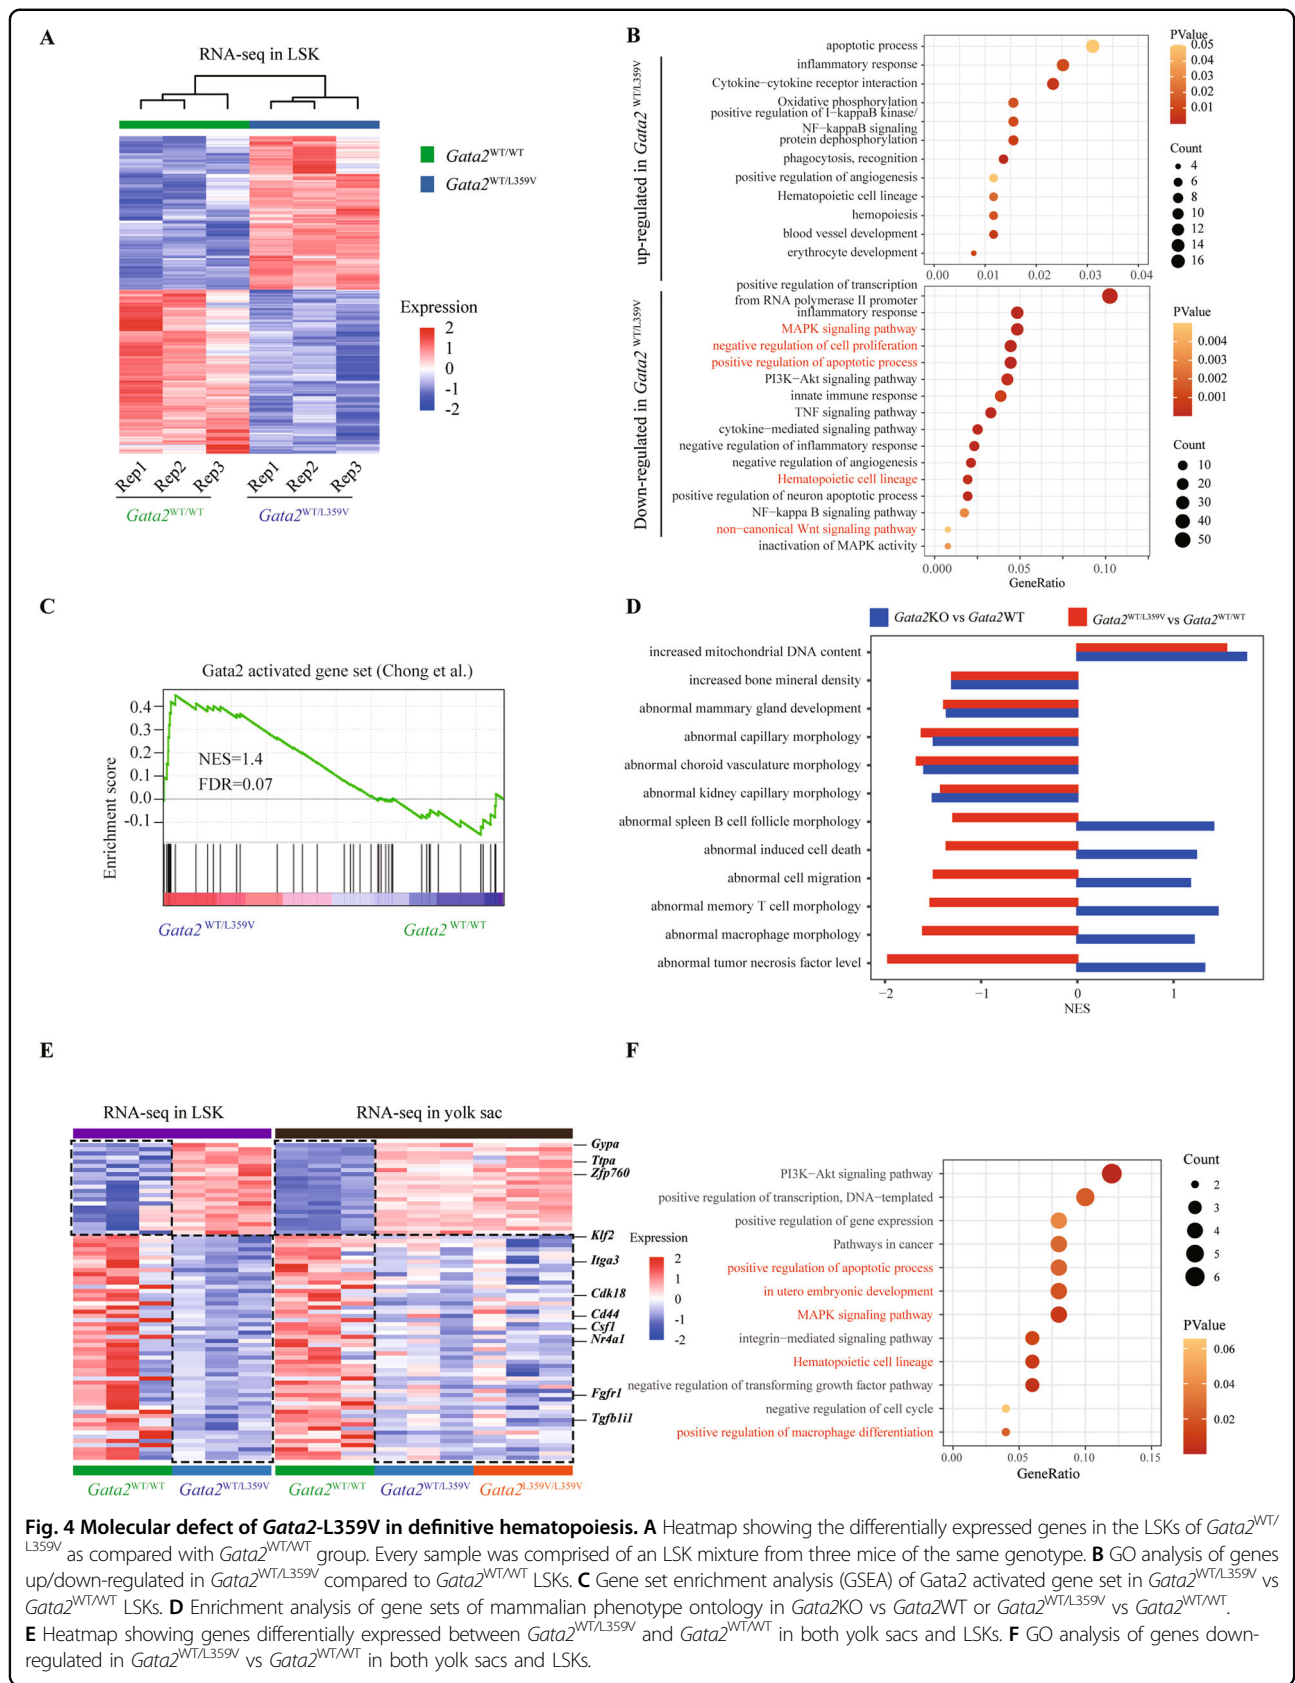 A
RNA-seq in LSK
Gata2WT/WT
Gata2WT/L359V
Expression
2
1
0
-1
-2
Rep1 Rep2 Rep3 Rep1 Rep2 Rep3
Gata2WT/WT Gata2WT/L359V
B
up-regulated in Gata2 WT/L359V
apoptotic process
inflammatory response
Cytokine−cytokine receptor interaction
Oxidative phosphorylation
positive regulation of I−kappaB kinase/
NF−kappaB signaling
protein dephosphorylation
phagocytosis, recognition
positive regulation of angiogenesis
Hematopoietic cell lineage
hemopoiesis
blood vessel development
erythrocyte development
0.00 0.01 0.02 0.03 0.04
PValue
0.05
0.04
0.03
0.02
0.01
Count
4
6
8
10
12
14
16
Down-regulated in Gata2 WT/L359V
positive regulation of transcription
from RNA polymerase II promoter
inflammatory response
MAPK signaling pathway
negative regulation of cell proliferation
positive regulation of apoptotic process
PI3K−Akt signaling pathway
innate immune response
TNF signaling pathway
cytokine−mediated signaling pathway
negative regulation of inflammatory response
negative regulation of angiogenesis
Hematopoietic cell lineage
positive regulation of neuron apoptotic process
NF−kappa B signaling pathway
non−canonical Wnt signaling pathway
inactivation of MAPK activity
0.000 0.05 0.10
GeneRatio
PValue
0.004
0.003
0.002
0.001
Count
10
20
30
40
50
C
Gata2 activated gene set (Chong et al.)
Enrichment score
0.4
0.3
0.2
0.1
0.0
-0.1
NES=1.4
FDR=0.07
Gata2 WT/L359V Gata2 WT/WT
D
Gata2KO vs Gata2WT Gata2WT/L359V vs Gata2WT/WT
increased mitochondrial DNA content
increased bone mineral density
abnormal mammary gland development
abnormal capillary morphology
abnormal choroid vasculature morphology
abnormal kidney capillary morphology
abnormal spleen B cell follicle morphology
abnormal induced cell death
abnormal cell migration
abnormal memory T cell morphology
abnormal macrophage morphology
abnormal tumor necrosis factor level
−2 −1 0 1
NES
E
RNA-seq in LSK RNA-seq in yolk sac
Gypa
Ttpa
Zfp760
Klf2
Itga3
Cdk18
Cd44
Csf1
Nr4a1
Fgfr1
Tgfb1i1
Expression
2
1
0
-1
-2
Gata2WT/WT Gata2WT/L359V Gata2WT/WT Gata2WT/L359V Gata2L359V/L359V
F
PI3K−Akt signaling pathway
positive regulation of transcription, DNA−templated
positive regulation of gene expression
Pathways in cancer
positive regulation of apoptotic process
in utero embryonic development
MAPK signaling pathway
integrin−mediated signaling pathway
Hematopoietic cell lineage
negative regulation of transforming growth factor pathway
negative regulation of cell cycle
positive regulation of macrophage differentiation
0.00 0.05 0.10 0.15
GeneRatio
Count
2
3
4
5
6
PValue
0.06
0.04
0.02
Fig. 4 Molecular defect of Gata2-L359V in definitive hematopoiesis. A Heatmap showing the differentially expressed genes in the LSKs of Gata2WT/
L359V as compared with Gata2WT/WT group. Every sample was comprised of an LSK mixture from three mice of the same genotype. B GO analysis of genes
up/down-regulated in Gata2WT/L359V compared to Gata2WT/WT LSKs. C Gene set enrichment analysis (GSEA) of Gata2 activated gene set in Gata2WT/L359V vs
Gata2WT/WT LSKs. D Enrichment analysis of gene sets of mammalian phenotype ontology in Gata2KO vs Gata2WT or Gata2WT/L359V vs Gata2WT/WT.
E Heatmap showing genes differentially expressed between Gata2WT/L359V and Gata2WT/WT in both yolk sacs and LSKs. F GO analysis of genes down-
regulated in Gata2WT/L359V vs Gata2WT/WT in both yolk sacs and LSKs.